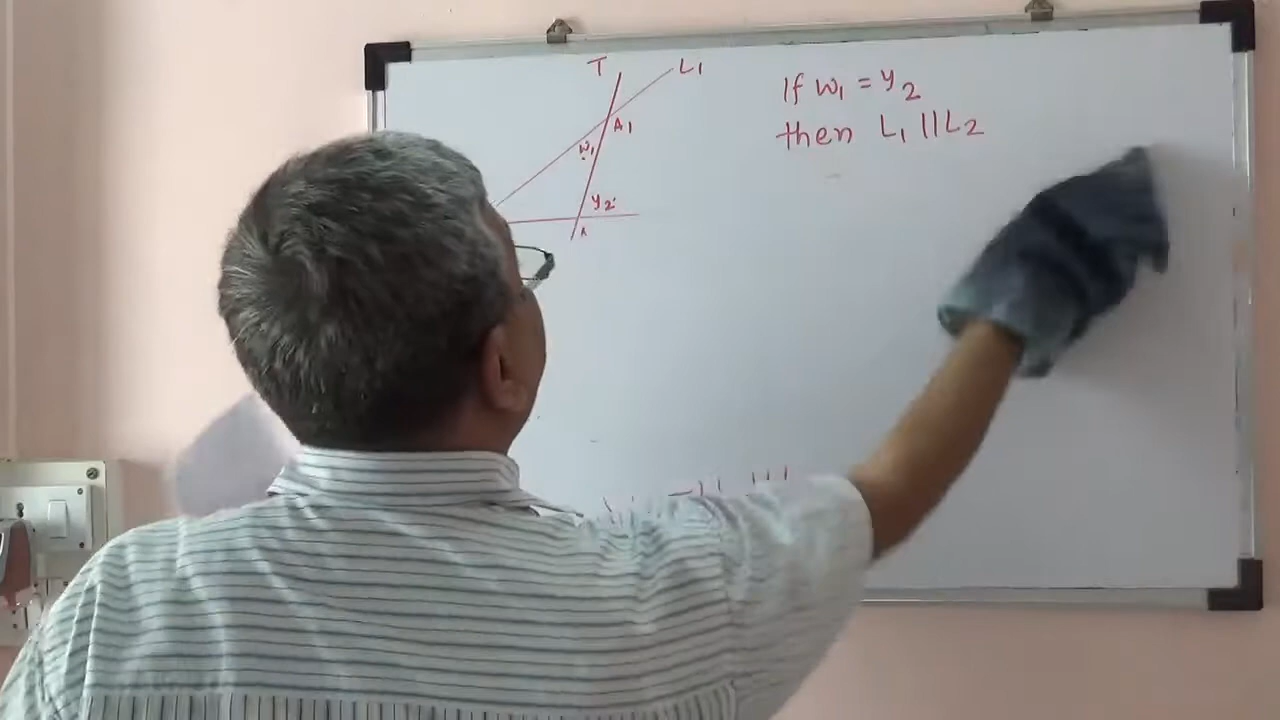 T L₁
If w₁ = y₂
A₁
then L₁ || L₂
w₁
y₂
A